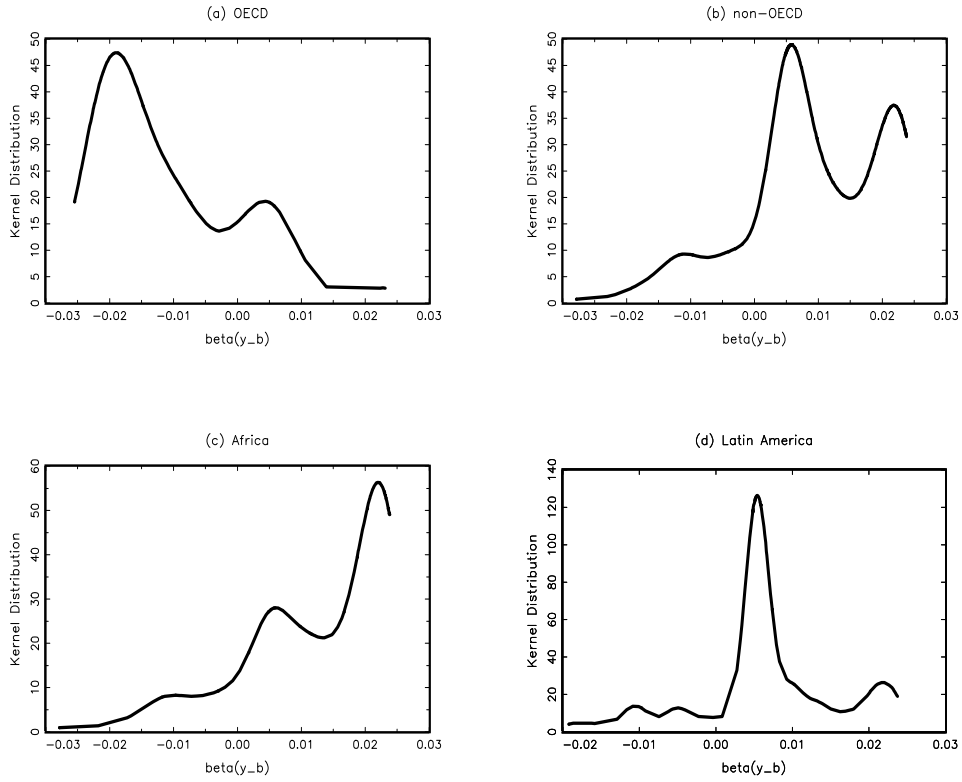 (a) OECD
Kernel Distribution
0 5 10 15 20 25 30 35 40 45 50
-0.03 -0.02 -0.01 0.00 0.01 0.02 0.03
beta(y_b)
(b) non-OECD
Kernel Distribution
0 5 10 15 20 25 30 35 40 45 50
-0.03 -0.02 -0.01 0.00 0.01 0.02 0.03
beta(y_b)
(c) Africa
Kernel Distribution
0 10 20 30 40 50 60
-0.03 -0.02 -0.01 0.00 0.01 0.02 0.03
beta(y_b)
(d) Latin America
Kernel Distribution
0 20 40 60 80 100 120 140
-0.02 -0.01 0.00 0.01 0.02 0.03
beta(y_b)